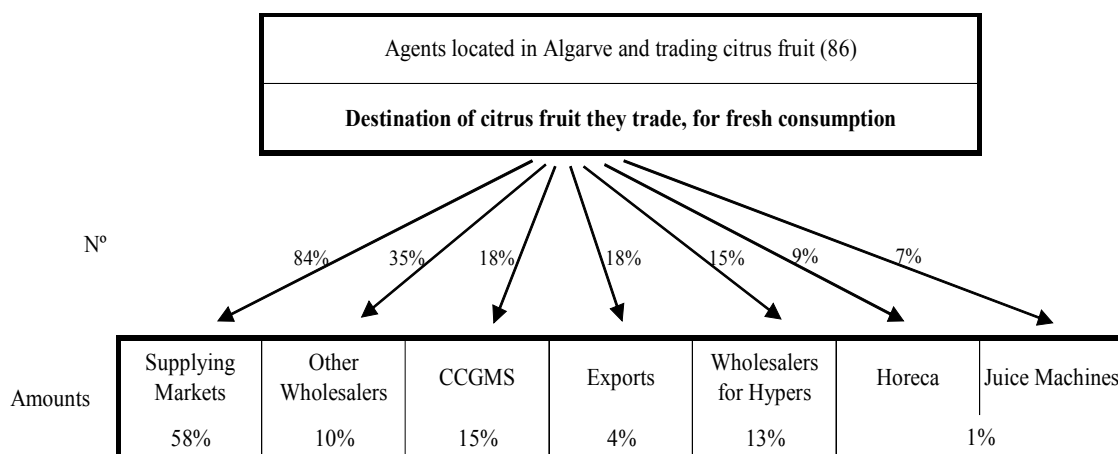 Agents located in Algarve and trading citrus fruit (86)
Destination of citrus fruit they trade, for fresh consumption
Nº
84% 35% 18% 18% 15% 9% 7%
Supplying Other Wholesalers
Markets Wholesalers CCGMS Exports for Hypers Horeca Juice Machines
Amounts
58% 10% 15% 4% 13% 1%